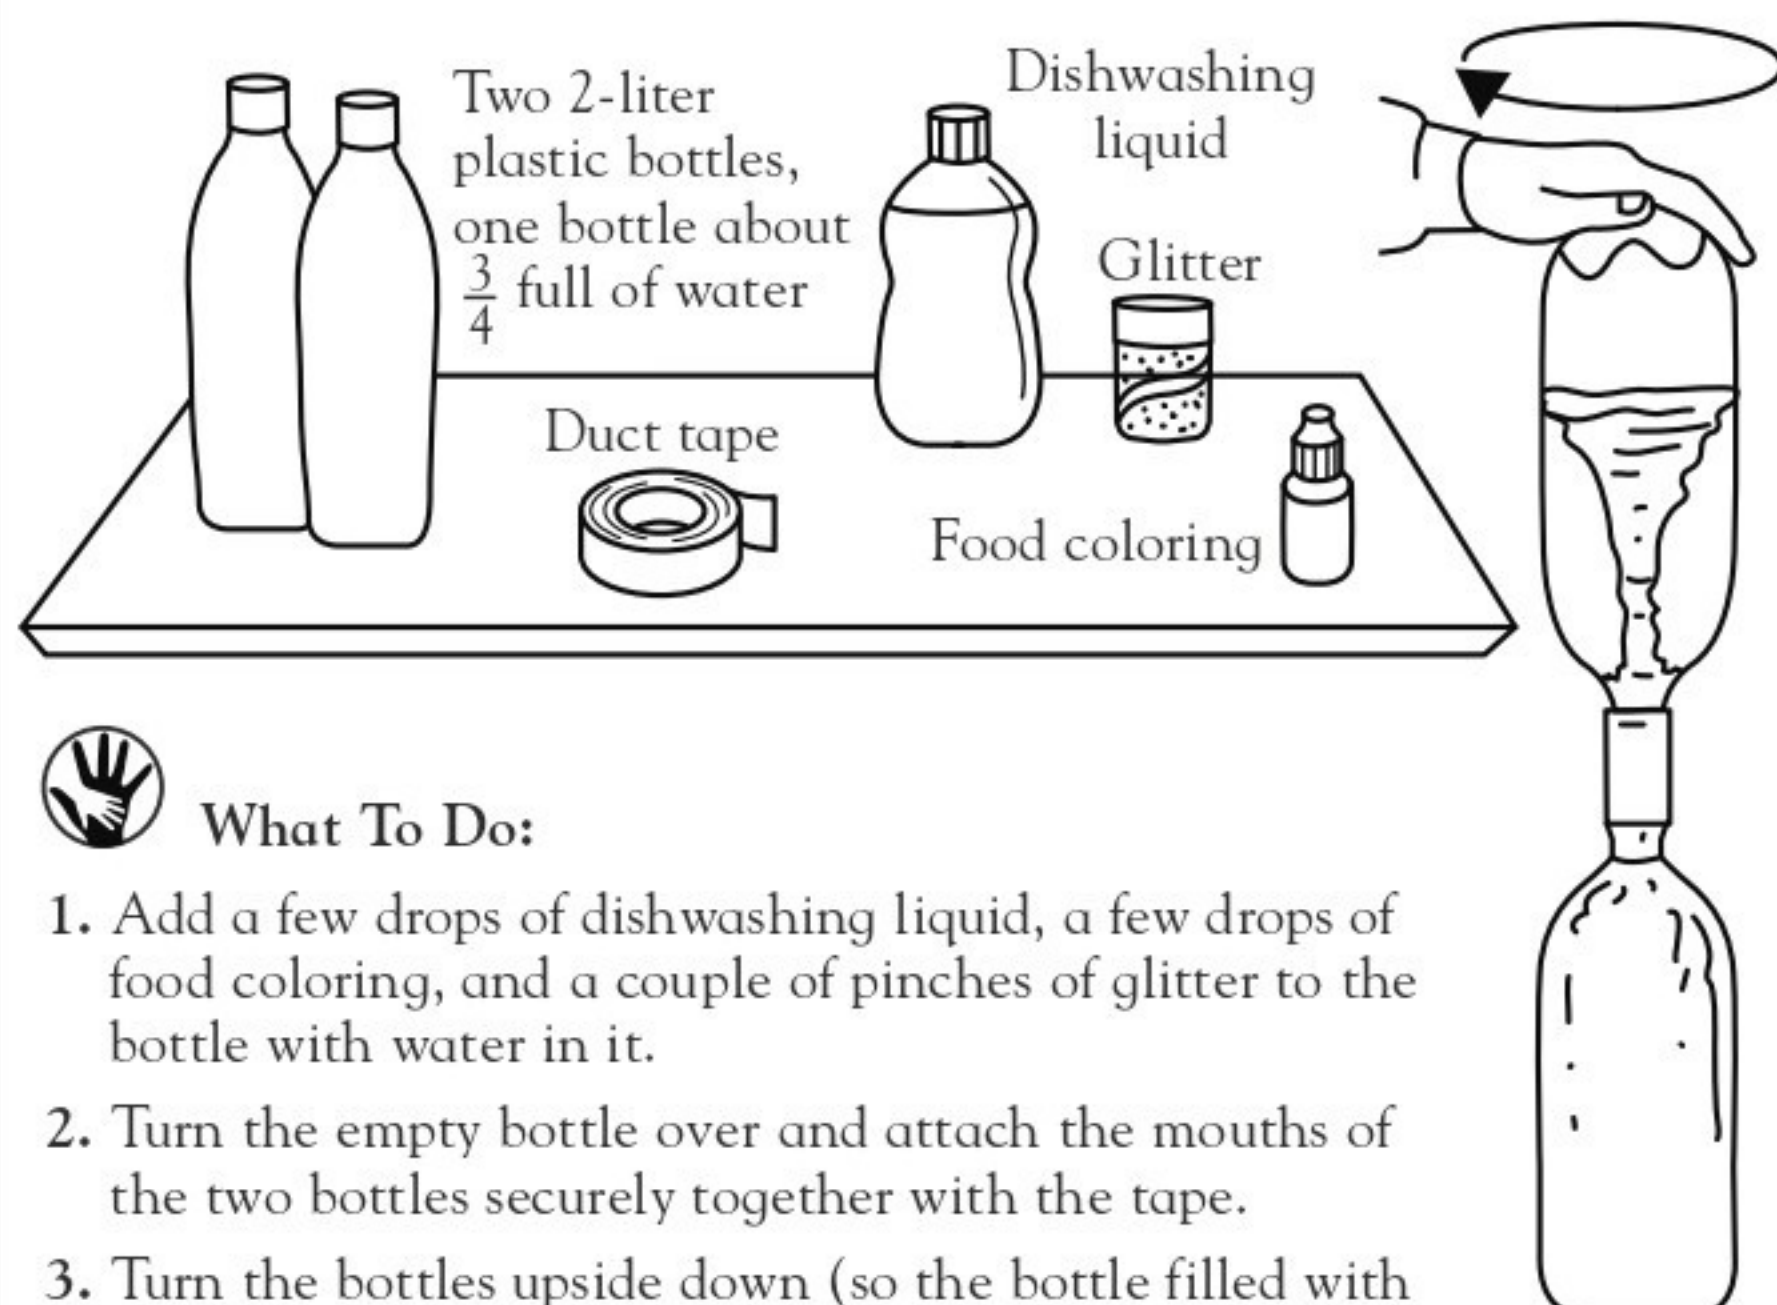 Two 2-liter
plastic bottles,
one bottle about
3/4 full of water
Dishwashing
liquid
Glitter
Duct tape
Food coloring
What To Do:
1. Add a few drops of dishwashing liquid, a few drops of
food coloring, and a couple of pinches of glitter to the
bottle with water in it.
2. Turn the empty bottle over and attach the mouths of
the two bottles securely together with the tape.
3. Turn the bottles upside down (so the bottle filled with